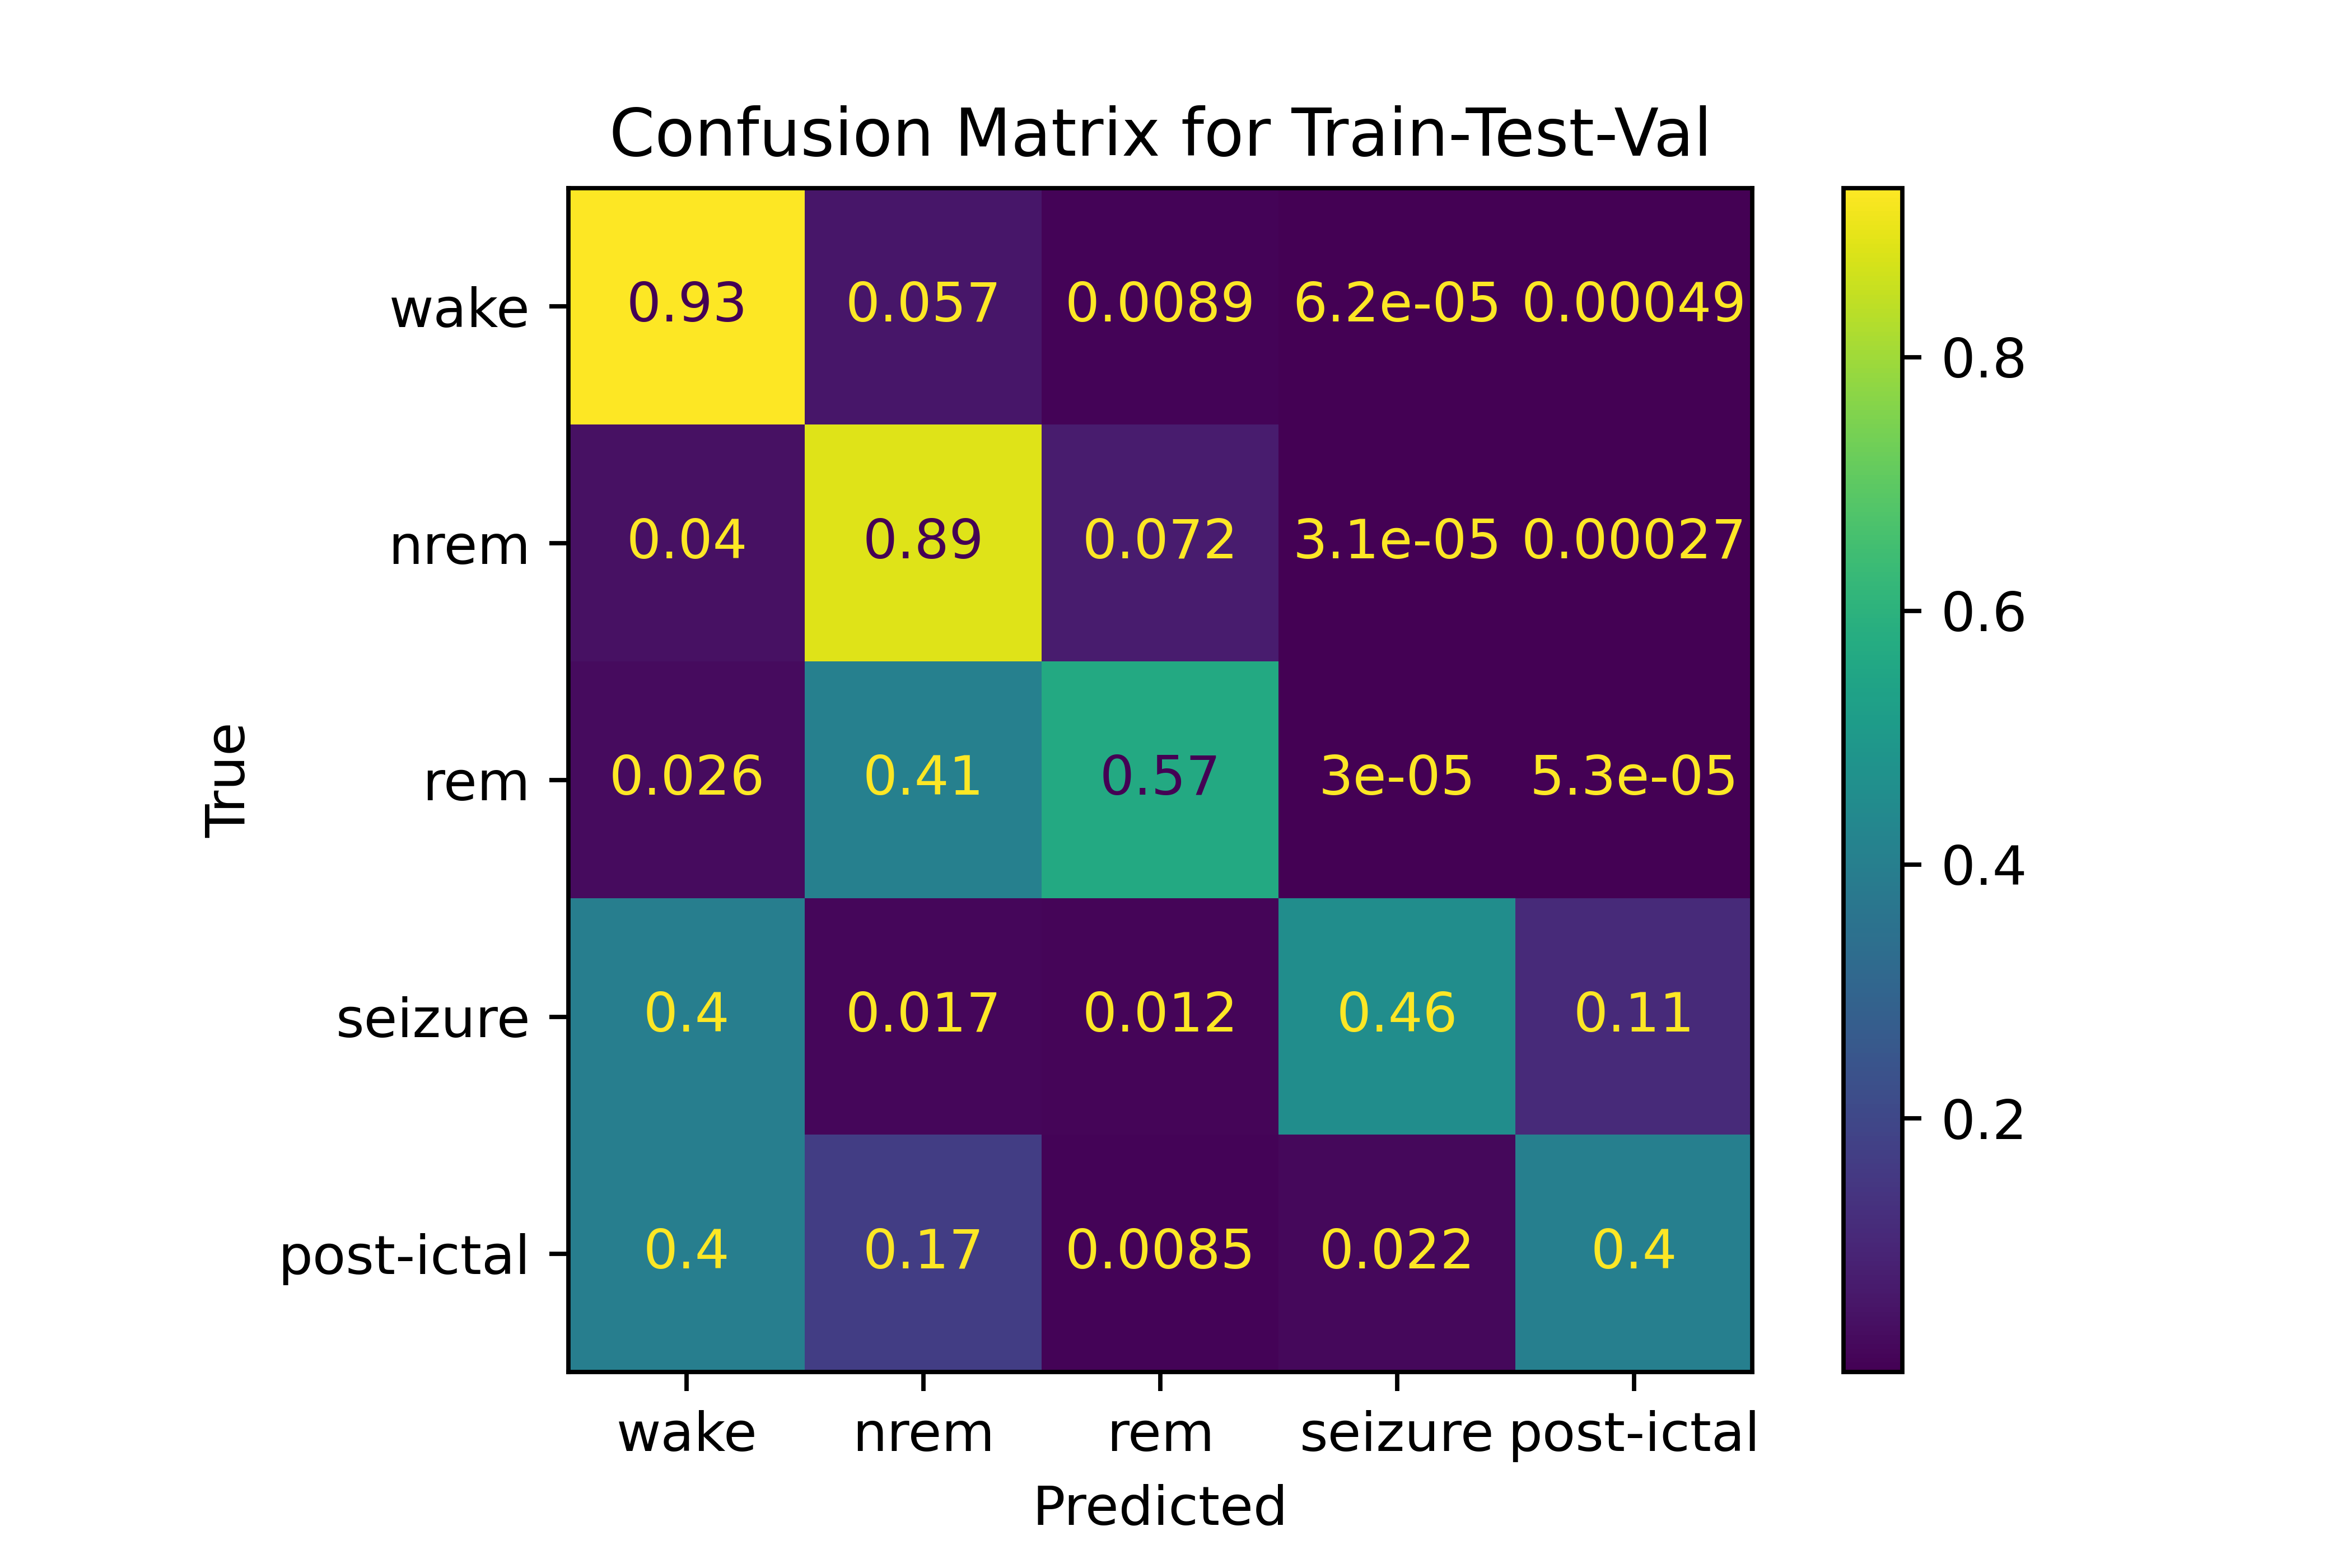 Confusion Matrix for Train-Test-Val
wake 0.93 0.057 0.0089 6.2e-05 0.00049
nrem 0.04 0.89 0.072 3.1e-05 0.00027
rem 0.026 0.41 0.57 3e-05 5.3e-05
seizure 0.4 0.017 0.012 0.46 0.11
post-ictal 0.4 0.17 0.0085 0.022 0.4
wake nrem rem seizure post-ictal
Predicted
True
0.8
0.6
0.4
0.2